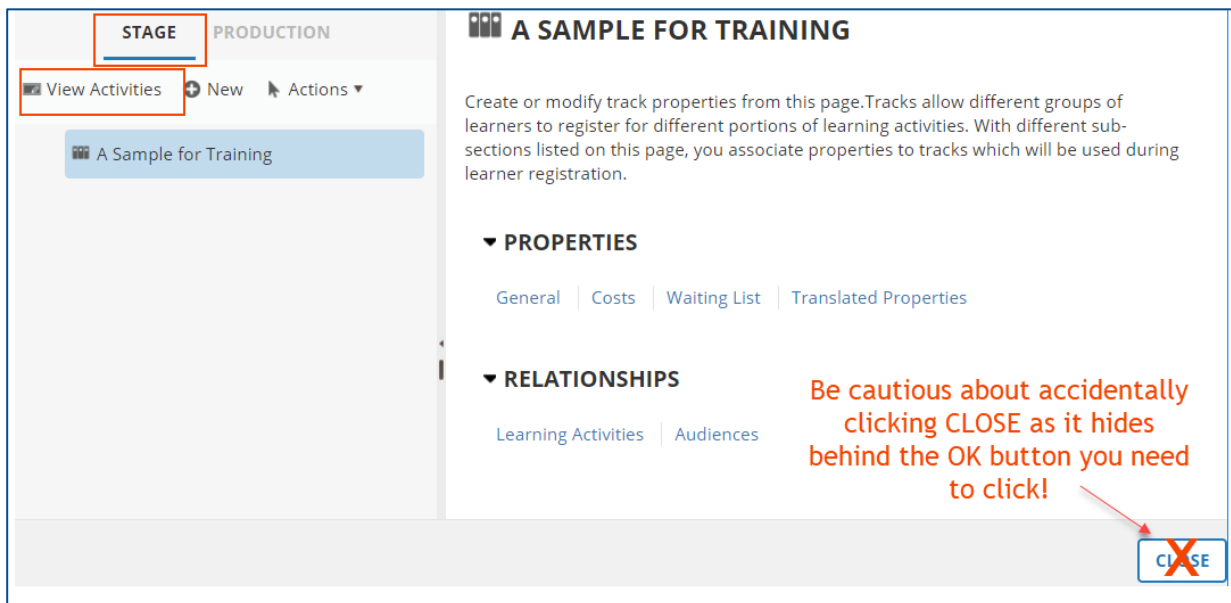 STAGE PRODUCTION
View Activities New Actions
A Sample for Training
A SAMPLE FOR TRAINING
Create or modify track properties from this page.Tracks allow different groups of
learners to register for different portions of learning activities. With different sub-
sections listed on this page, you associate properties to tracks which will be used during
learner registration.
PROPERTIES
General Costs Waiting List Translated Properties
RELATIONSHIPS
Learning Activities Audiences
Be cautious about accidentally
clicking CLOSE as it hides
behind the OK button you need
to click!
CLOSE
X